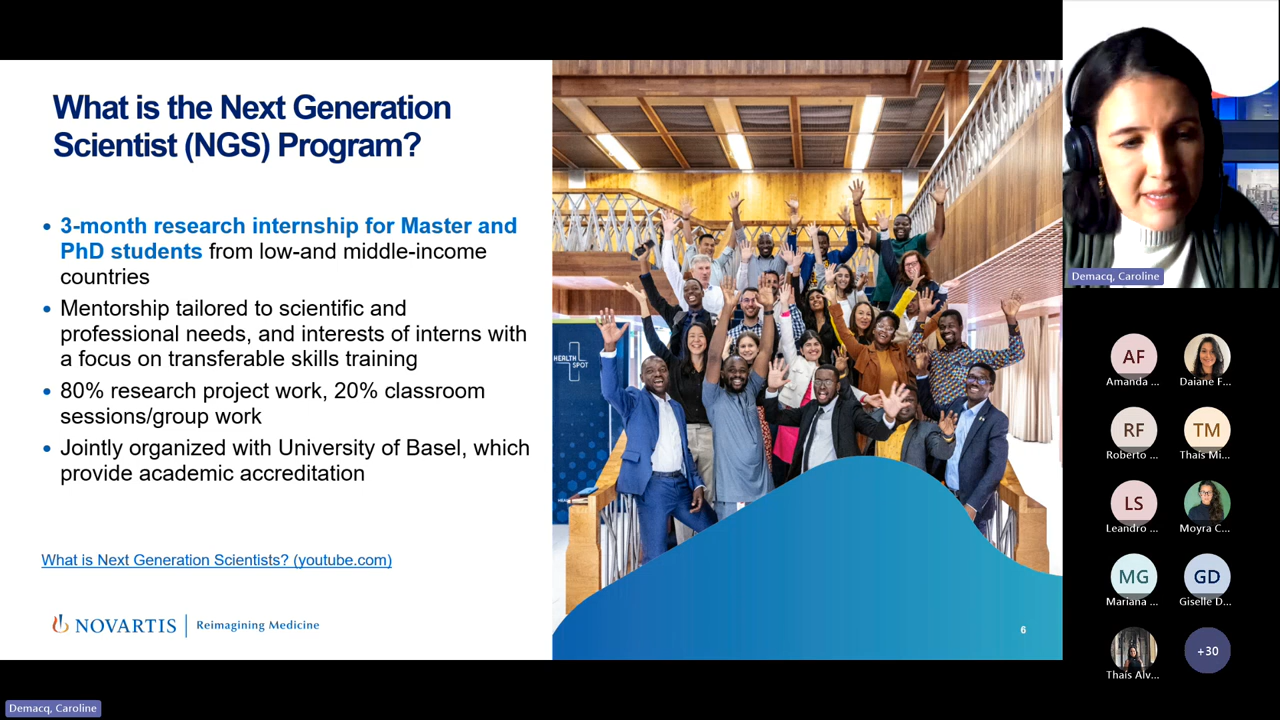 What is the Next Generation
Scientist (NGS) Program?
• 3-month research internship for Master and
PhD students from low-and middle-income
countries
• Mentorship tailored to scientific and
professional needs, and interests of interns with
a focus on transferable skills training
• 80% research project work, 20% classroom
sessions/group work
• Jointly organized with University of Basel, which
provide academic accreditation
What is Next Generation Scientists? (youtube.com)
NOVARTIS | Reimagining Medicine
HEALTH
SPOT
6
Demacq, Caroline
AF
Amanda ...
Daiane F...
RF
Roberto ...
TM
Thais Mi...
LS
Leandro ...
Moyra C...
MG
Mariana ...
GD
Giselle D...
Thaís Alv...
+30
Demacq, Caroline